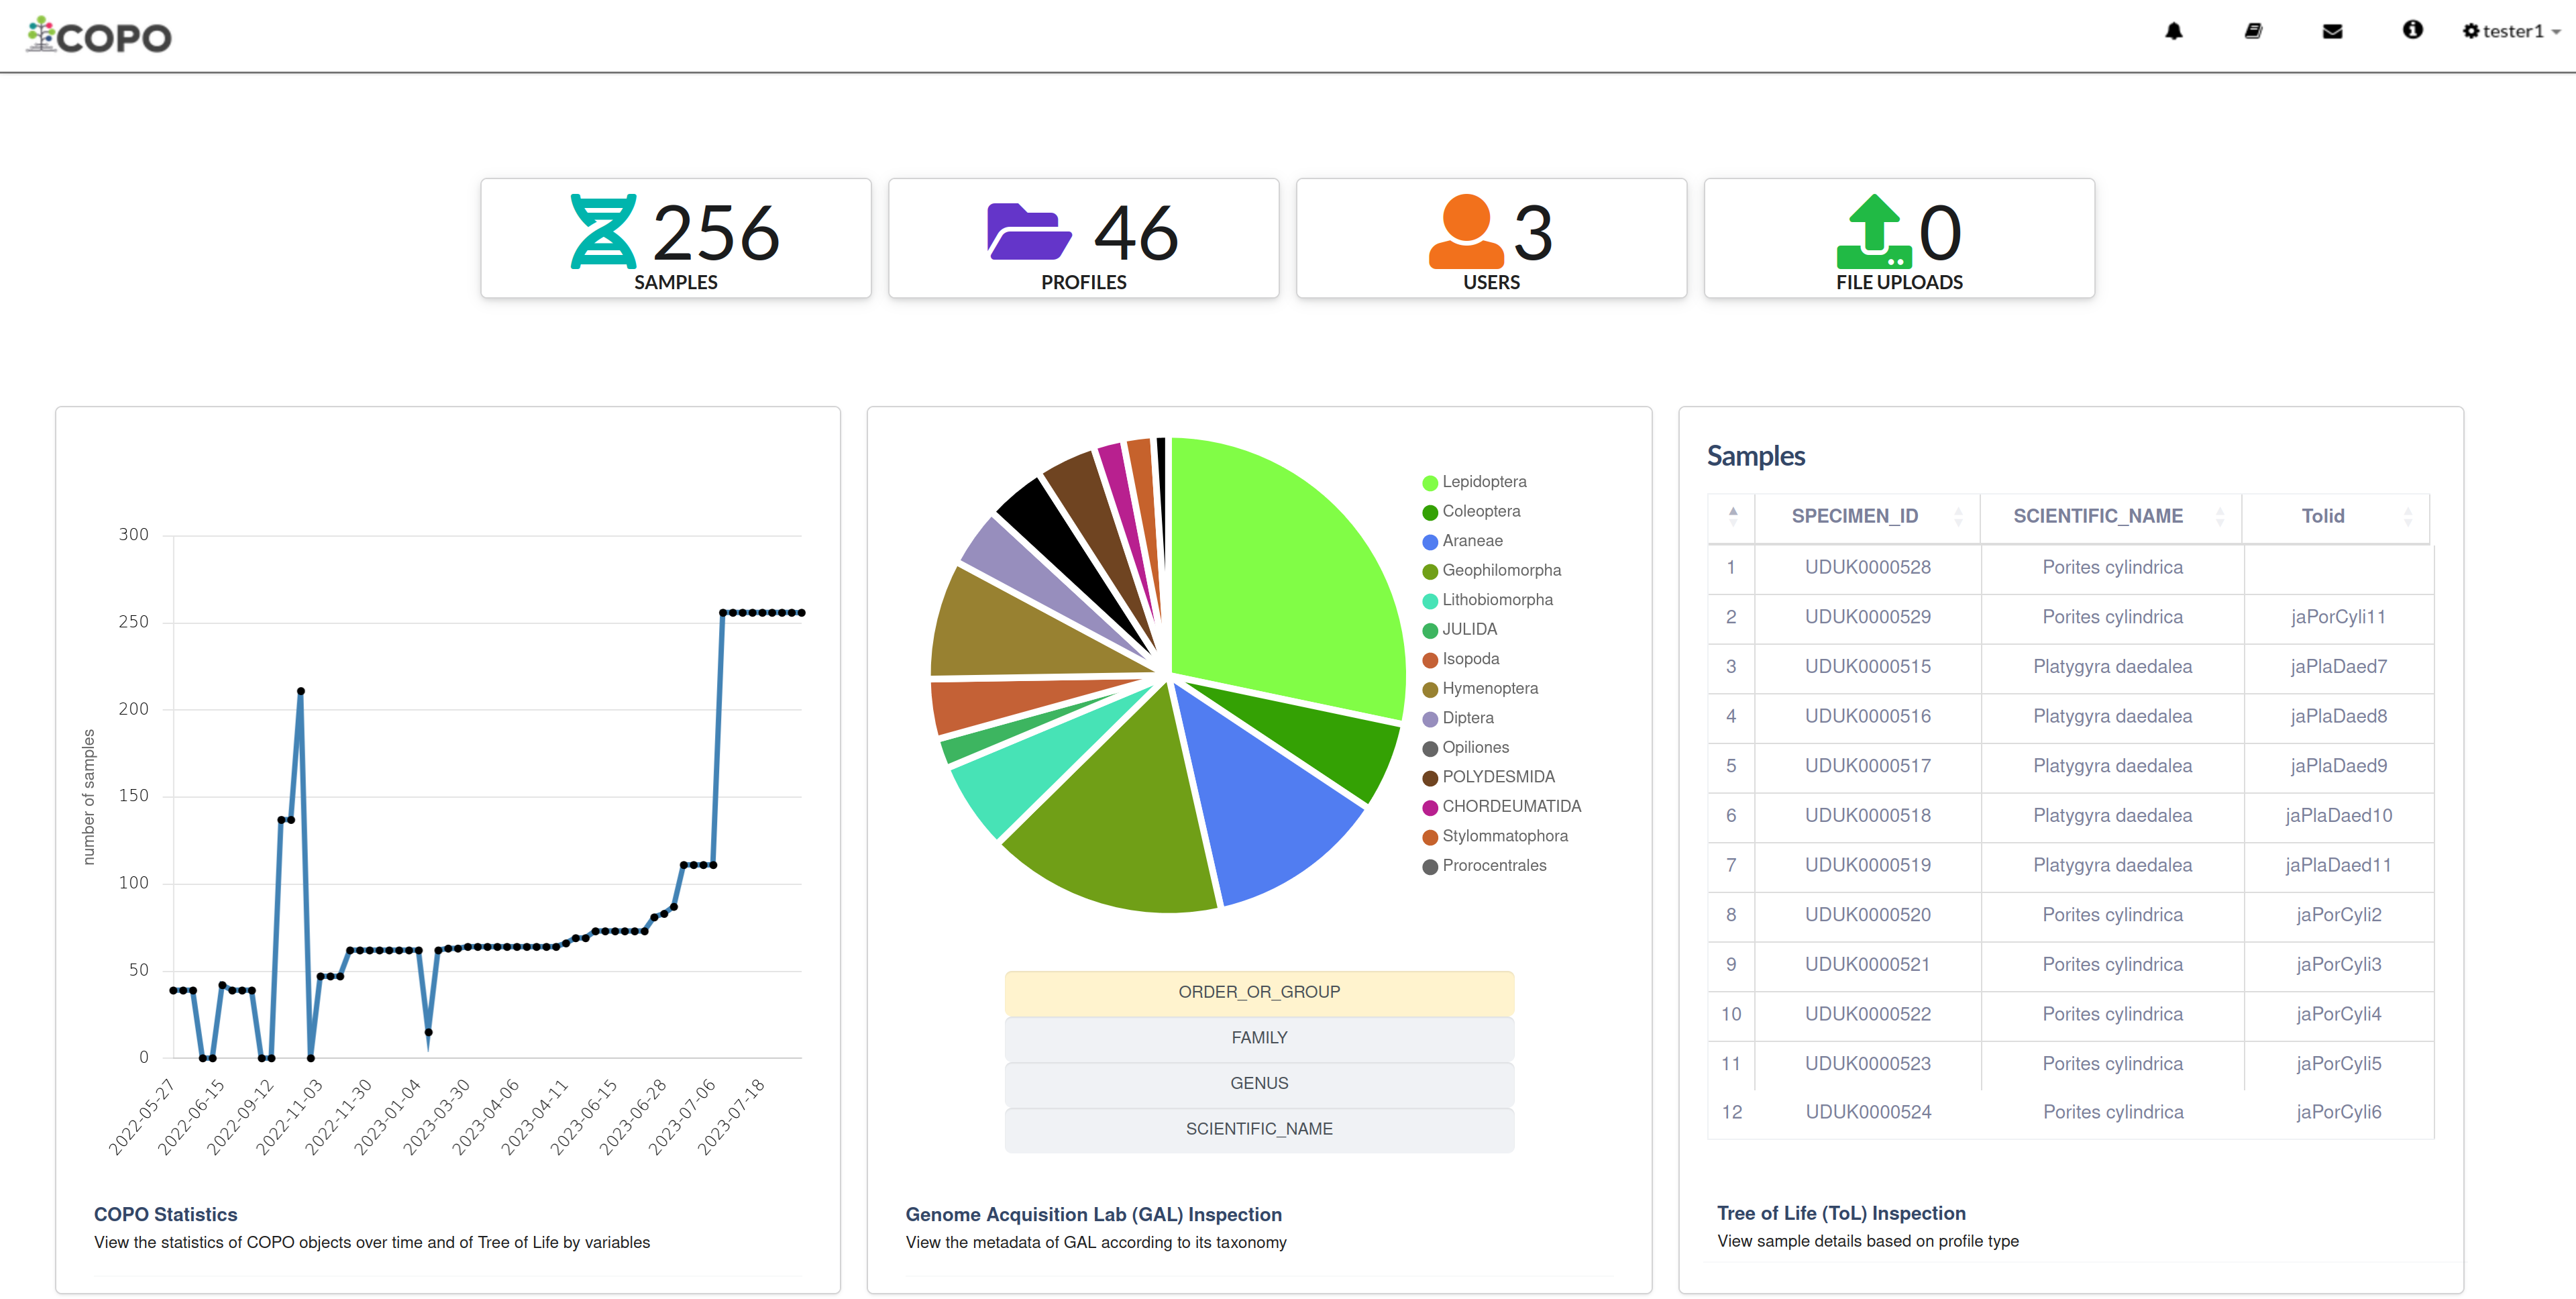 COPO
tester1
256
SAMPLES
46
PROFILES
3
USERS
0
FILE UPLOADS
300
250
200
150
100
50
0
number of samples
2022-05-27
2022-06-15
2022-09-12
2022-11-03
2022-11-30
2023-01-04
2023-03-30
2023-04-06
2023-04-11
2023-06-15
2023-06-28
2023-07-06
2023-07-18
COPO Statistics
View the statistics of COPO objects over time and of Tree of Life by variables
Lepidoptera
Coleoptera
Araneae
Geophilomorpha
Lithobiomorpha
JULIDA
Isopoda
Hymenoptera
Diptera
Opiliones
POLYDESMIDA
CHORDEUMATIDA
Stylommatophora
Prorocentrales
ORDER_OR_GROUP
FAMILY
GENUS
SCIENTIFIC_NAME
Genome Acquisition Lab (GAL) Inspection
View the metadata of GAL according to its taxonomy
Samples
SPECIMEN_ID SCIENTIFIC_NAME Tolid
1 UDUK0000528 Porites cylindrica
2 UDUK0000529 Porites cylindrica jaPorCyli11
3 UDUK0000515 Platygyra daedalea jaPlaDaed7
4 UDUK0000516 Platygyra daedalea jaPlaDaed8
5 UDUK0000517 Platygyra daedalea jaPlaDaed9
6 UDUK0000518 Platygyra daedalea jaPlaDaed10
7 UDUK0000519 Platygyra daedalea jaPlaDaed11
8 UDUK0000520 Porites cylindrica jaPorCyli2
9 UDUK0000521 Porites cylindrica jaPorCyli3
10 UDUK0000522 Porites cylindrica jaPorCyli4
11 UDUK0000523 Porites cylindrica jaPorCyli5
12 UDUK0000524 Porites cylindrica jaPorCyli6
Tree of Life (ToL) Inspection
View sample details based on profile type